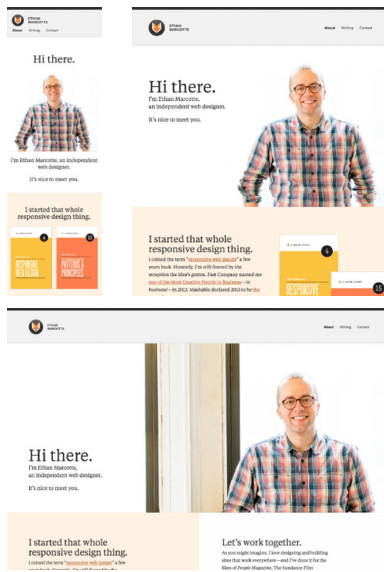 ETHAN
MARCOTTE
About Writing Contact
Hi there.
I'm Ethan Marcotte, an independent
web designer.
It's nice to meet you.
I started that whole
responsive design thing.
4
15
RESPONSIVE
WEB DESIGN
PATTERNS &
PRINCIPLES
ETHAN
MARCOTTE
About Writing Contact
Hi there.
I'm Ethan Marcotte,
an independent web designer.
It's nice to meet you.
I started that whole
responsive design thing.
I coined the term "responsive web design" a few
years back. Honestly, I'm still floored by the
reception the idea's gotten. Fast Company named me
one of the Most Creative People in Business—in
Business!—in 2012. Mashable declared 2013 to be the
4
RESPONSIVE
15
ETHAN
MARCOTTE
About Writing Contact
Hi there.
I'm Ethan Marcotte,
an independent web designer.
It's nice to meet you.
I started that whole
responsive design thing.
I coined the term "responsive web design" a few
Let's work together.
As you might imagine, I love designing and building
sites that work everywhere—and I've done it for the
likes of People Magazine, The Sundance Film